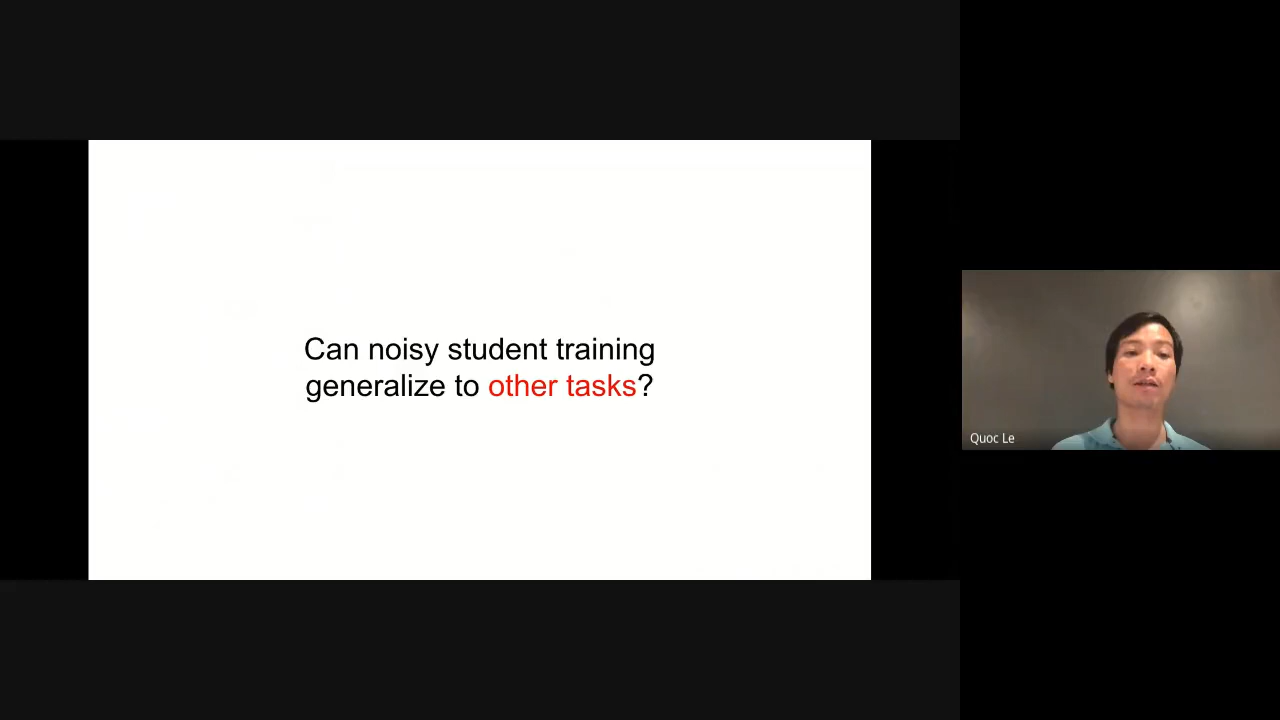 Can noisy student training
generalize to other tasks?
Quoc Le